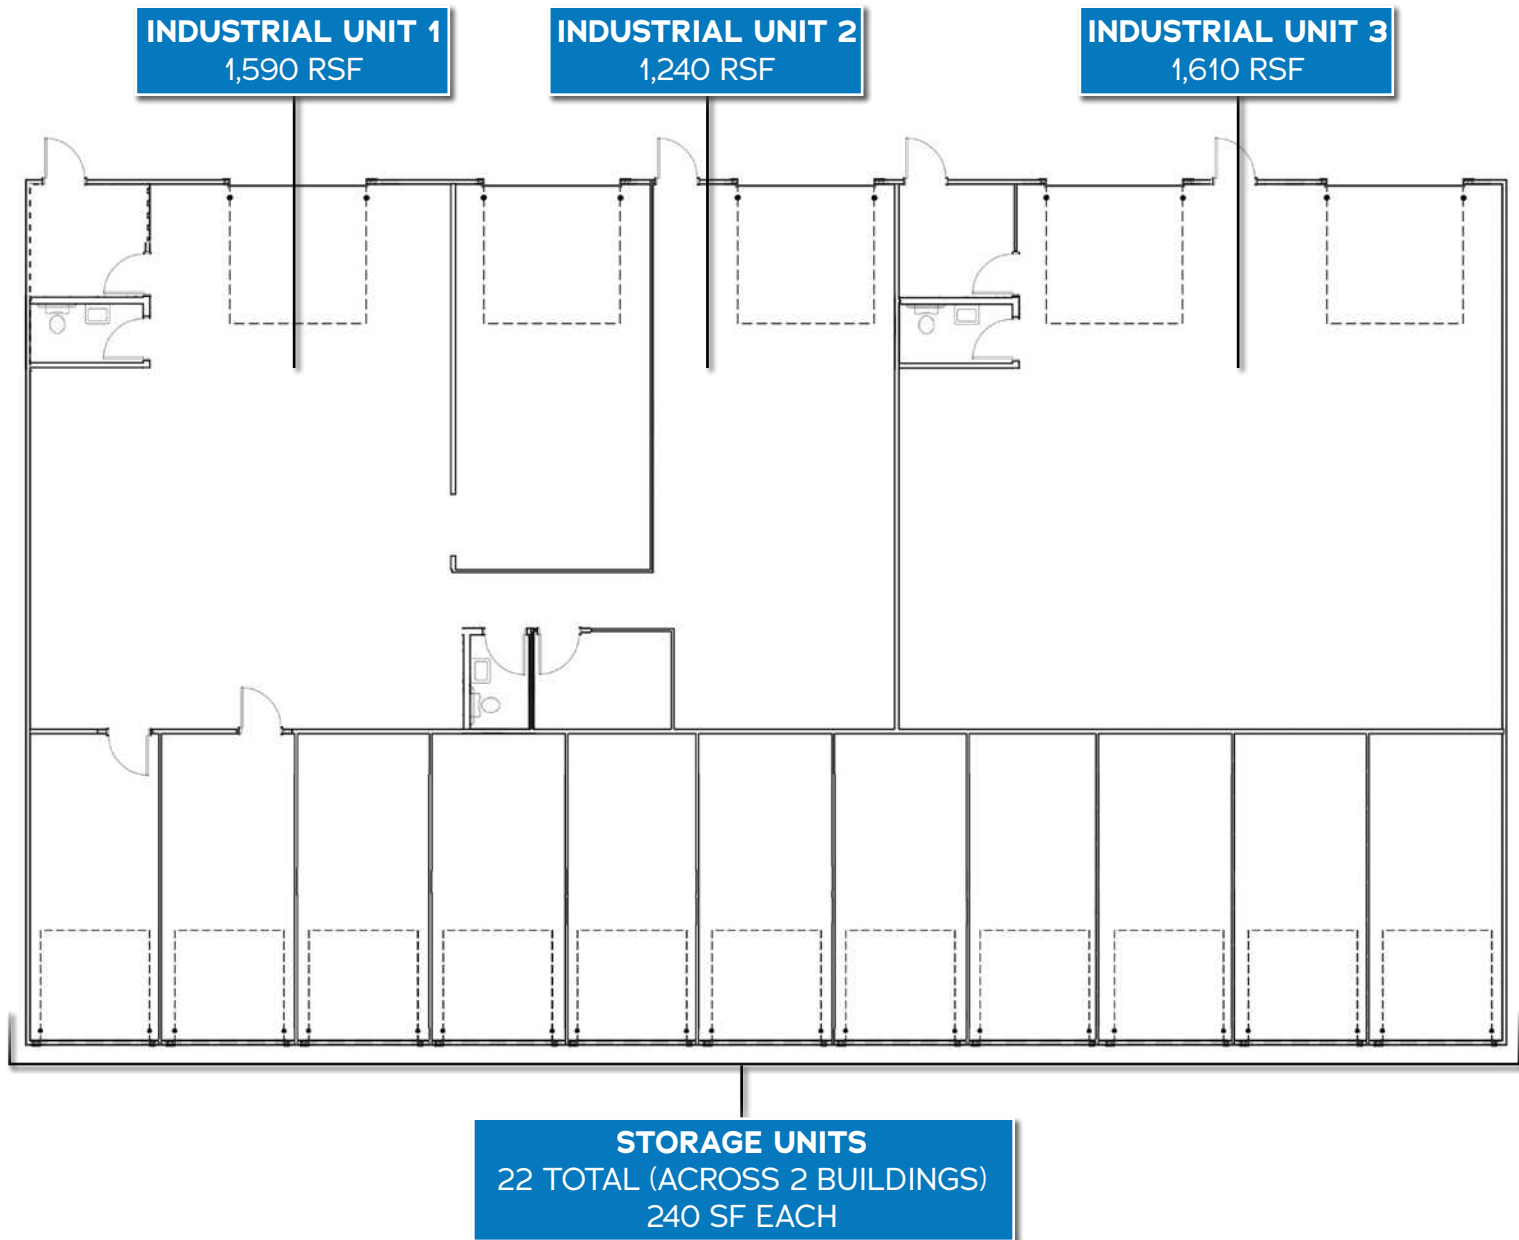 INDUSTRIAL UNIT 1
1,590 RSF
INDUSTRIAL UNIT 2
1,240 RSF
INDUSTRIAL UNIT 3
1,610 RSF
STORAGE UNITS
22 TOTAL (ACROSS 2 BUILDINGS)
240 SF EACH